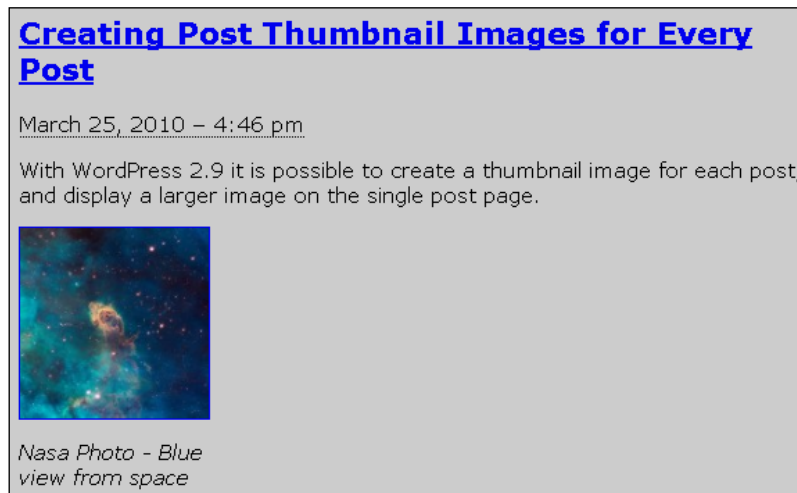 Creating Post Thumbnail Images for Every
Post
March 25, 2010 – 4:46 pm
With WordPress 2.9 it is possible to create a thumbnail image for each post,
and display a larger image on the single post page.
Nasa Photo - Blue
view from space